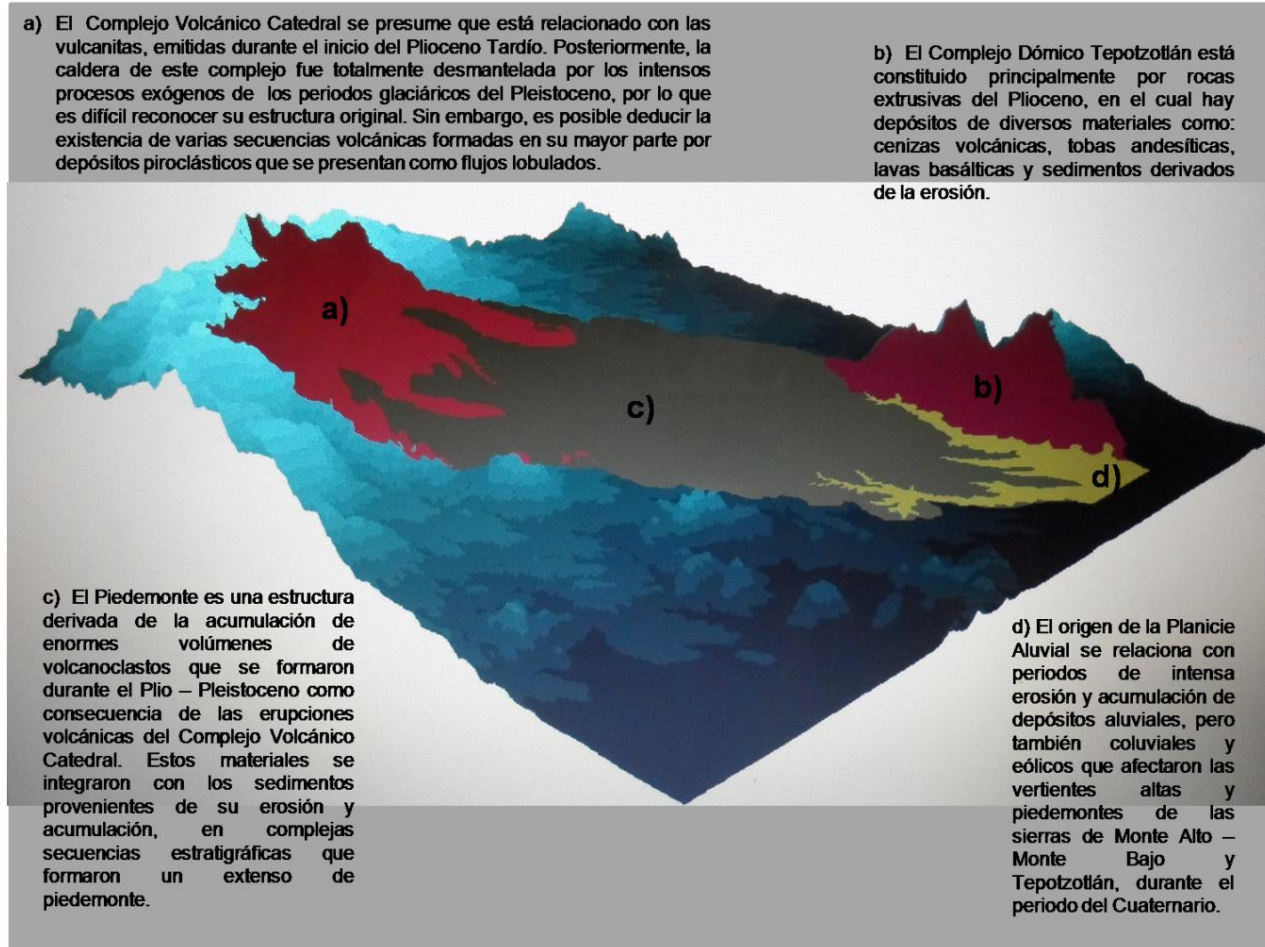 a) El Complejo Volcánico Catedral se presume que está relacionado con las
vulcanitas, emitidas durante el inicio del Plioceno Tardío. Posteriormente, la
caldera de este complejo fue totalmente desmantelada por los intensos
procesos exógenos de los periodos glaciáricos del Pleistoceno, por lo que
es difícil reconocer su estructura original. Sin embargo, es posible deducir la
existencia de varias secuencias volcánicas formadas en su mayor parte por
depósitos piroclásticos que se presentan como flujos lobulados.
b) El Complejo Dómico Tepotzotlán está
constituido principalmente por rocas
extrusivas del Plioceno, en el cual hay
depósitos de diversos materiales como:
cenizas volcánicas, tobas andesíticas,
lavas basálticas y sedimentos derivados
de la erosión.
a)
b)
c)
d)
c) El Piedemonte es una estructura
derivada de la acumulación de
enormes volúmenes de
volcanoclastos que se formaron
durante el Plio – Pleistoceno como
consecuencia de las erupciones
volcánicas del Complejo Volcánico
Catedral. Estos materiales se
integraron con los sedimentos
provenientes de su erosión y
acumulación, en complejas
secuencias estratigráficas que
formaron un extenso de
piedemonte.
d) El origen de la Planicie
Aluvial se relaciona con
periodos de intensa
erosión y acumulación de
depósitos aluviales, pero
también coluviales y
eólicos que afectaron las
vertientes altas y
piedemontes de las
sierras de Monte Alto –
Monte Bajo y
Tepotzotlán, durante el
periodo del Cuaternario.